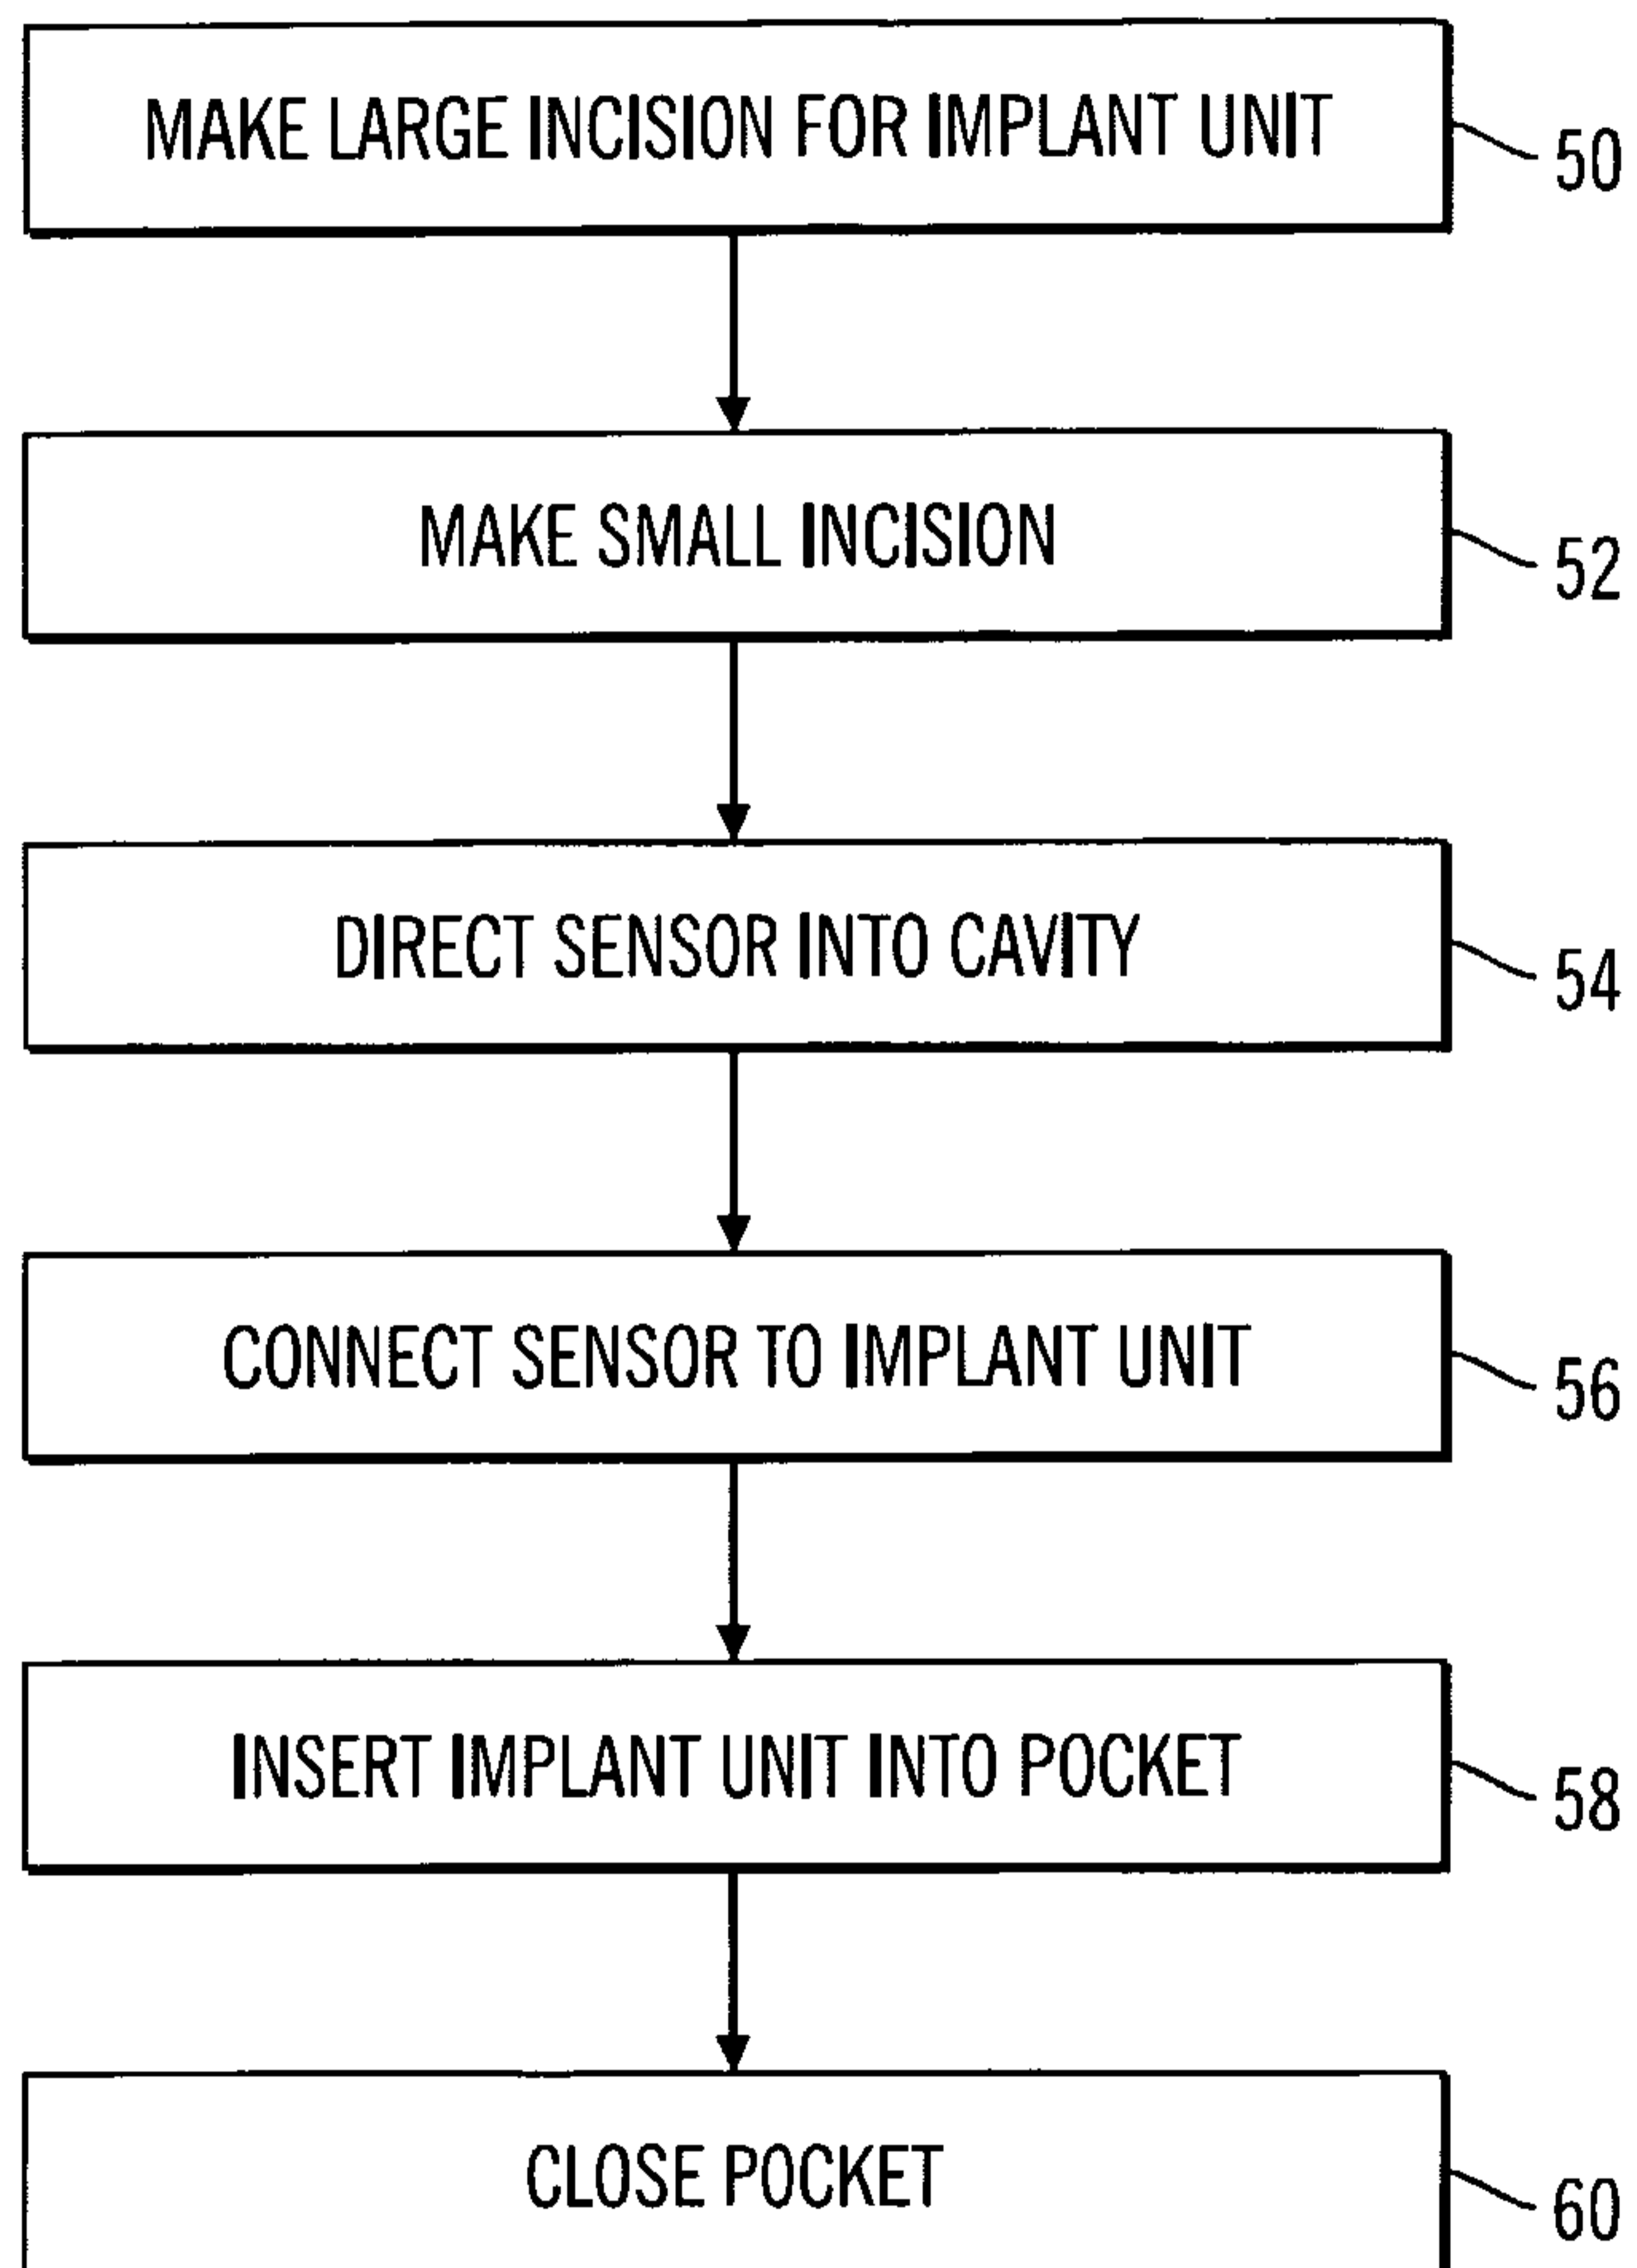 MAKE LARGE INCISION FOR IMPLANT UNIT
50
MAKE SMALL INCISION
52
DIRECT SENSOR INTO CAVITY
54
CONNECT SENSOR TO IMPLANT UNIT
56
INSERT IMPLANT UNIT INTO POCKET
58
CLOSE POCKET
60